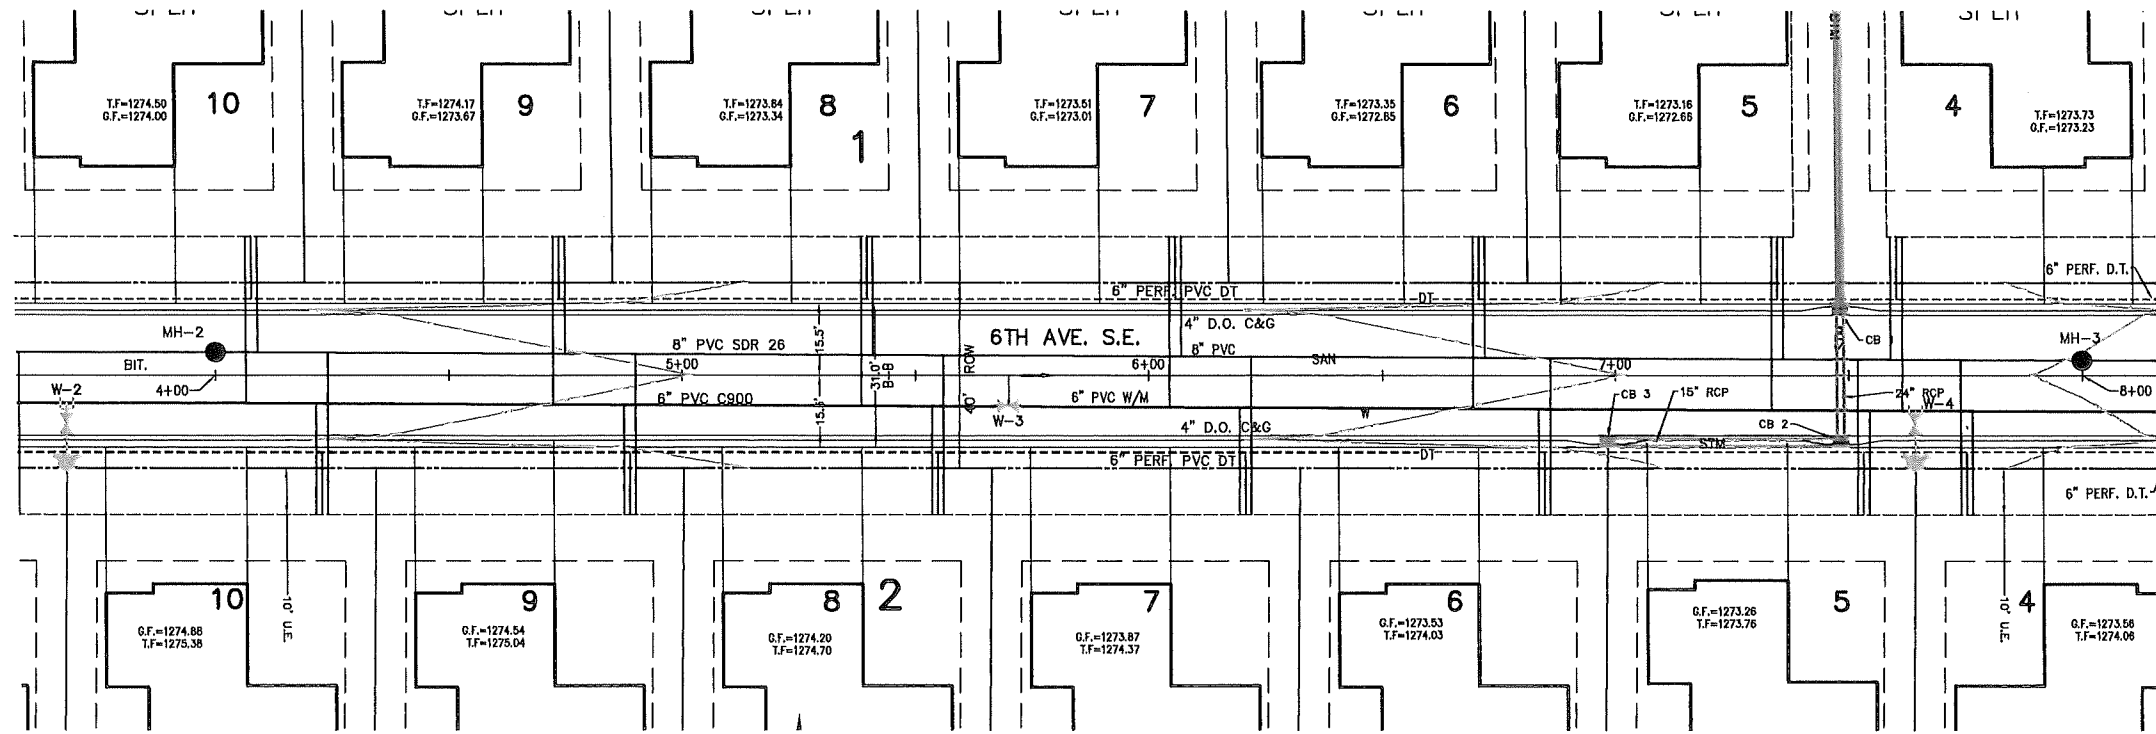 T.F=1274.50
G.F.=1274.00
10
T.F=1274.17
G.F.=1273.67
9
T.F=1273.84
G.F.=1273.34
8
1
T.F=1273.51
G.F.=1273.01
7
T.F=1273.35
G.F.=1272.85
6
T.F=1273.16
G.F.=1272.66
5
4
T.F=1273.73
G.F.=1273.23
6" PERF. D.T.
6" PERF. PVC DT
DT
MH-2
8" PVC SDR 26
15.5'
6TH AVE. S.E.
4" D.O. C&G
8" PVC
SAN
CB
MH-3
BIT.
4+00
5+00
31.0'
B-B
ROW
40'
6+00
7+00
8+00
W-2
6" PVC C900
15.5'
W-3
6" PVC W/M
W
CB 3
15" RCP
24" RCP
W-4
4" D.O. C&G
CB 2
STM
6" PERF. PVC DT
DT
6" PERF. D.T.
10
G.F.=1274.88
T.F=1275.38
10' U.E.
9
G.F.=1274.54
T.F=1275.04
8
2
G.F.=1274.20
T.F=1274.70
7
G.F.=1273.87
T.F=1274.37
6
G.F.=1273.53
T.F=1274.03
5
G.F.=1273.26
T.F=1273.76
10' U.E.
4
G.F.=1273.56
T.F=1274.06